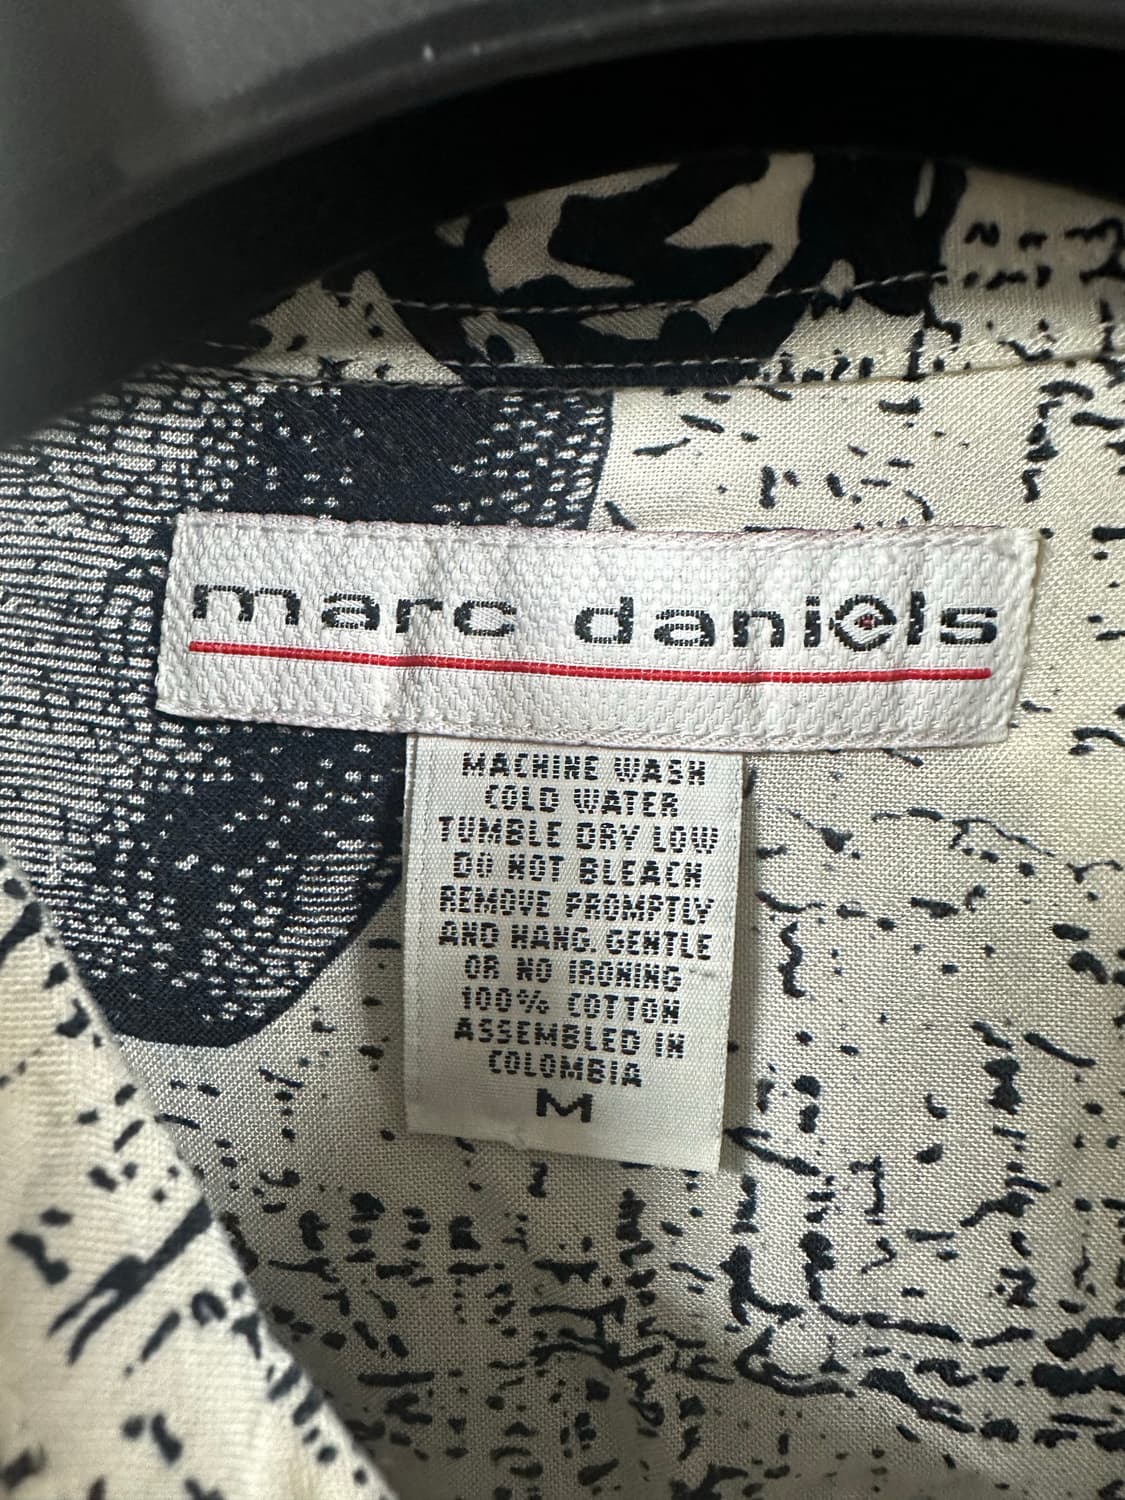 marc daniels
MACHINE WASH
COLD WATER
TUMBLE DRY LOW
DO NOT BLEACH
REMOVE PROMPTLY
AND HANG. GENTLE
OR NO IRONING
100% COTTON
ASSEMBLED IN
COLOMBIA
M